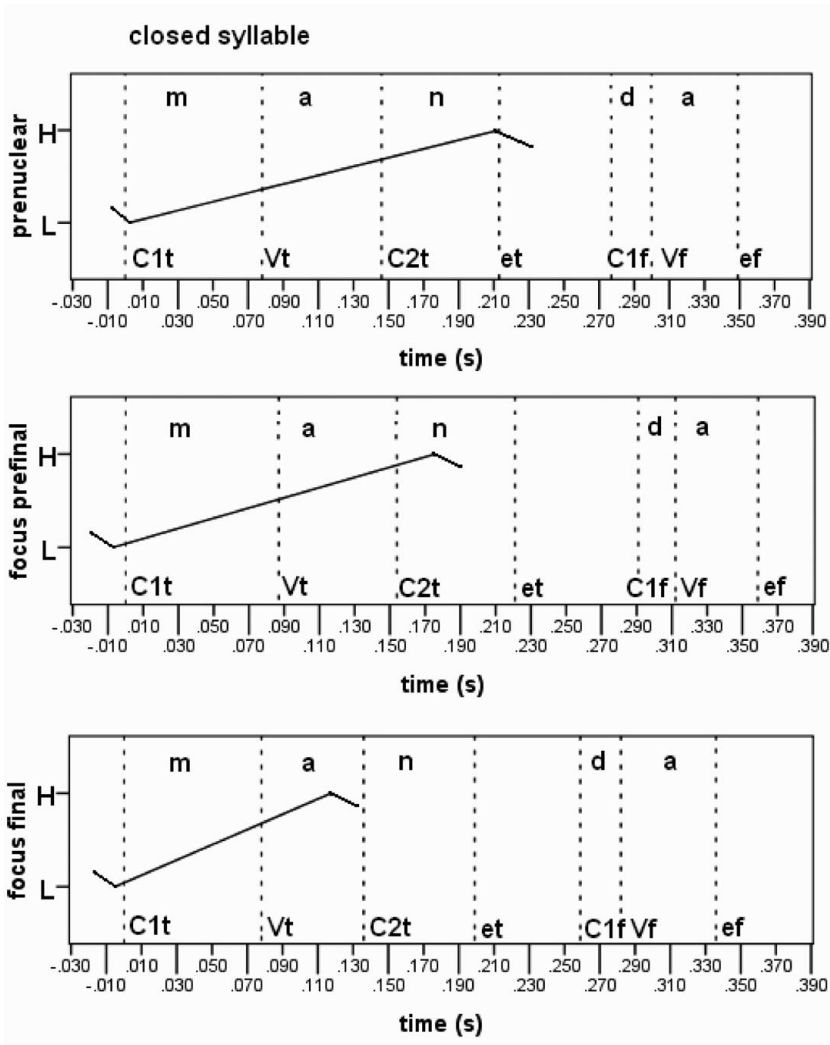 closed syllable
prenuclear
m a n d a
H
L
C1t Vt C2t et C1f Vf ef
-.030 .010 .050 .090 .130 .170 .210 .250 .290 .330 .370
-.010 .030 .070 .110 .150 .190 .230 .270 .310 .350 .390
time (s)
focus prefinal
m a n d a
H
L
C1t Vt C2t et C1f Vf ef
-.030 .010 .050 .090 .130 .170 .210 .250 .290 .330 .370
-.010 .030 .070 .110 .150 .190 .230 .270 .310 .350 .390
time (s)
focus final
m a n d a
H
L
C1t Vt C2t et C1f Vf ef
-.030 .010 .050 .090 .130 .170 .210 .250 .290 .330 .370
-.010 .030 .070 .110 .150 .190 .230 .270 .310 .350 .390
time (s)